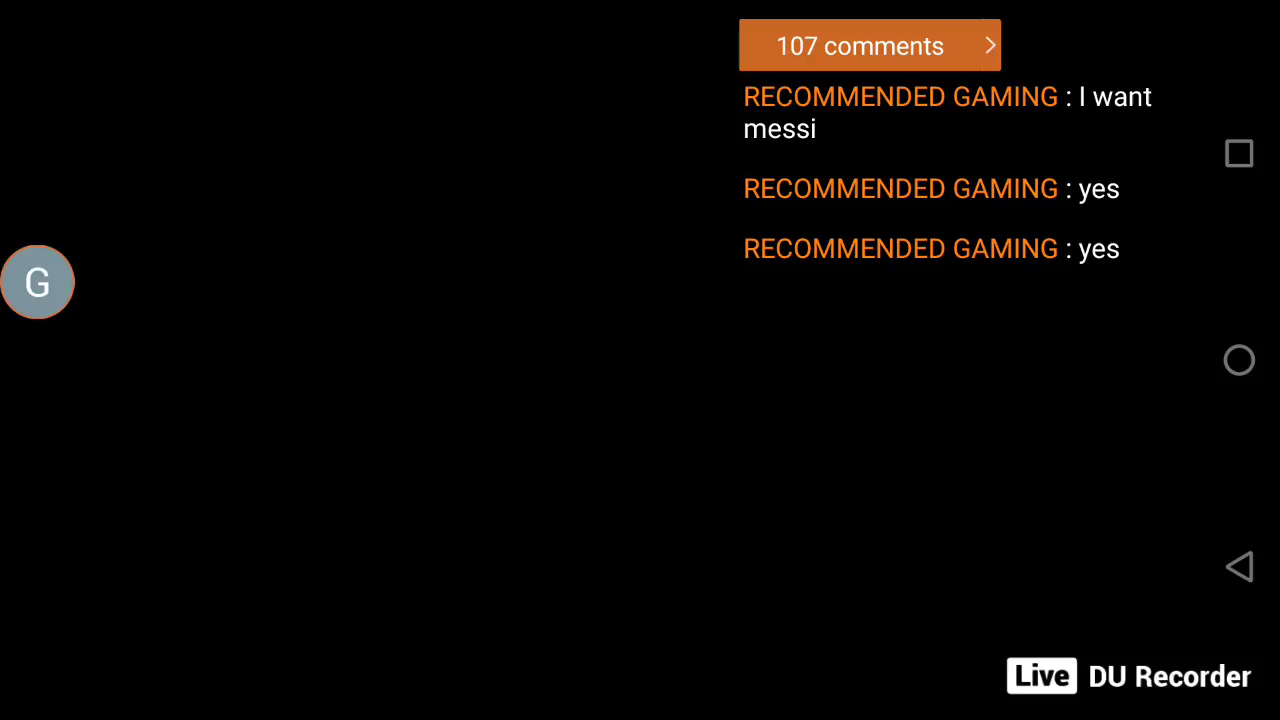 107 comments
RECOMMENDED GAMING : I want
messi
RECOMMENDED GAMING : yes
RECOMMENDED GAMING : yes
G
Live DU Recorder